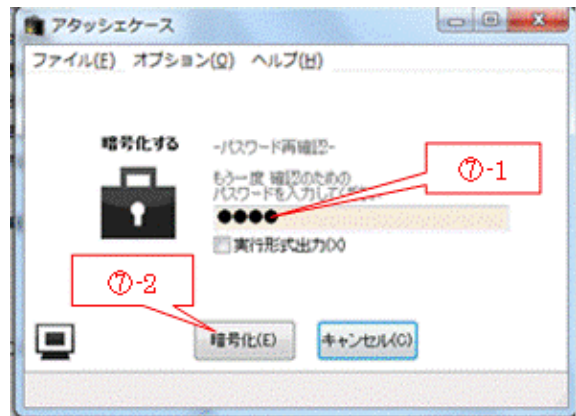 アタッシェケース
ファイル(F) オプション(O) ヘルプ(H)
暗号化する
-パスワード再確認-
もう一度 確認のための
パスワードを入力してくだ
⑦-1
実行形式出力(X)
⑦-2
暗号化(E)
キャンセル(C)